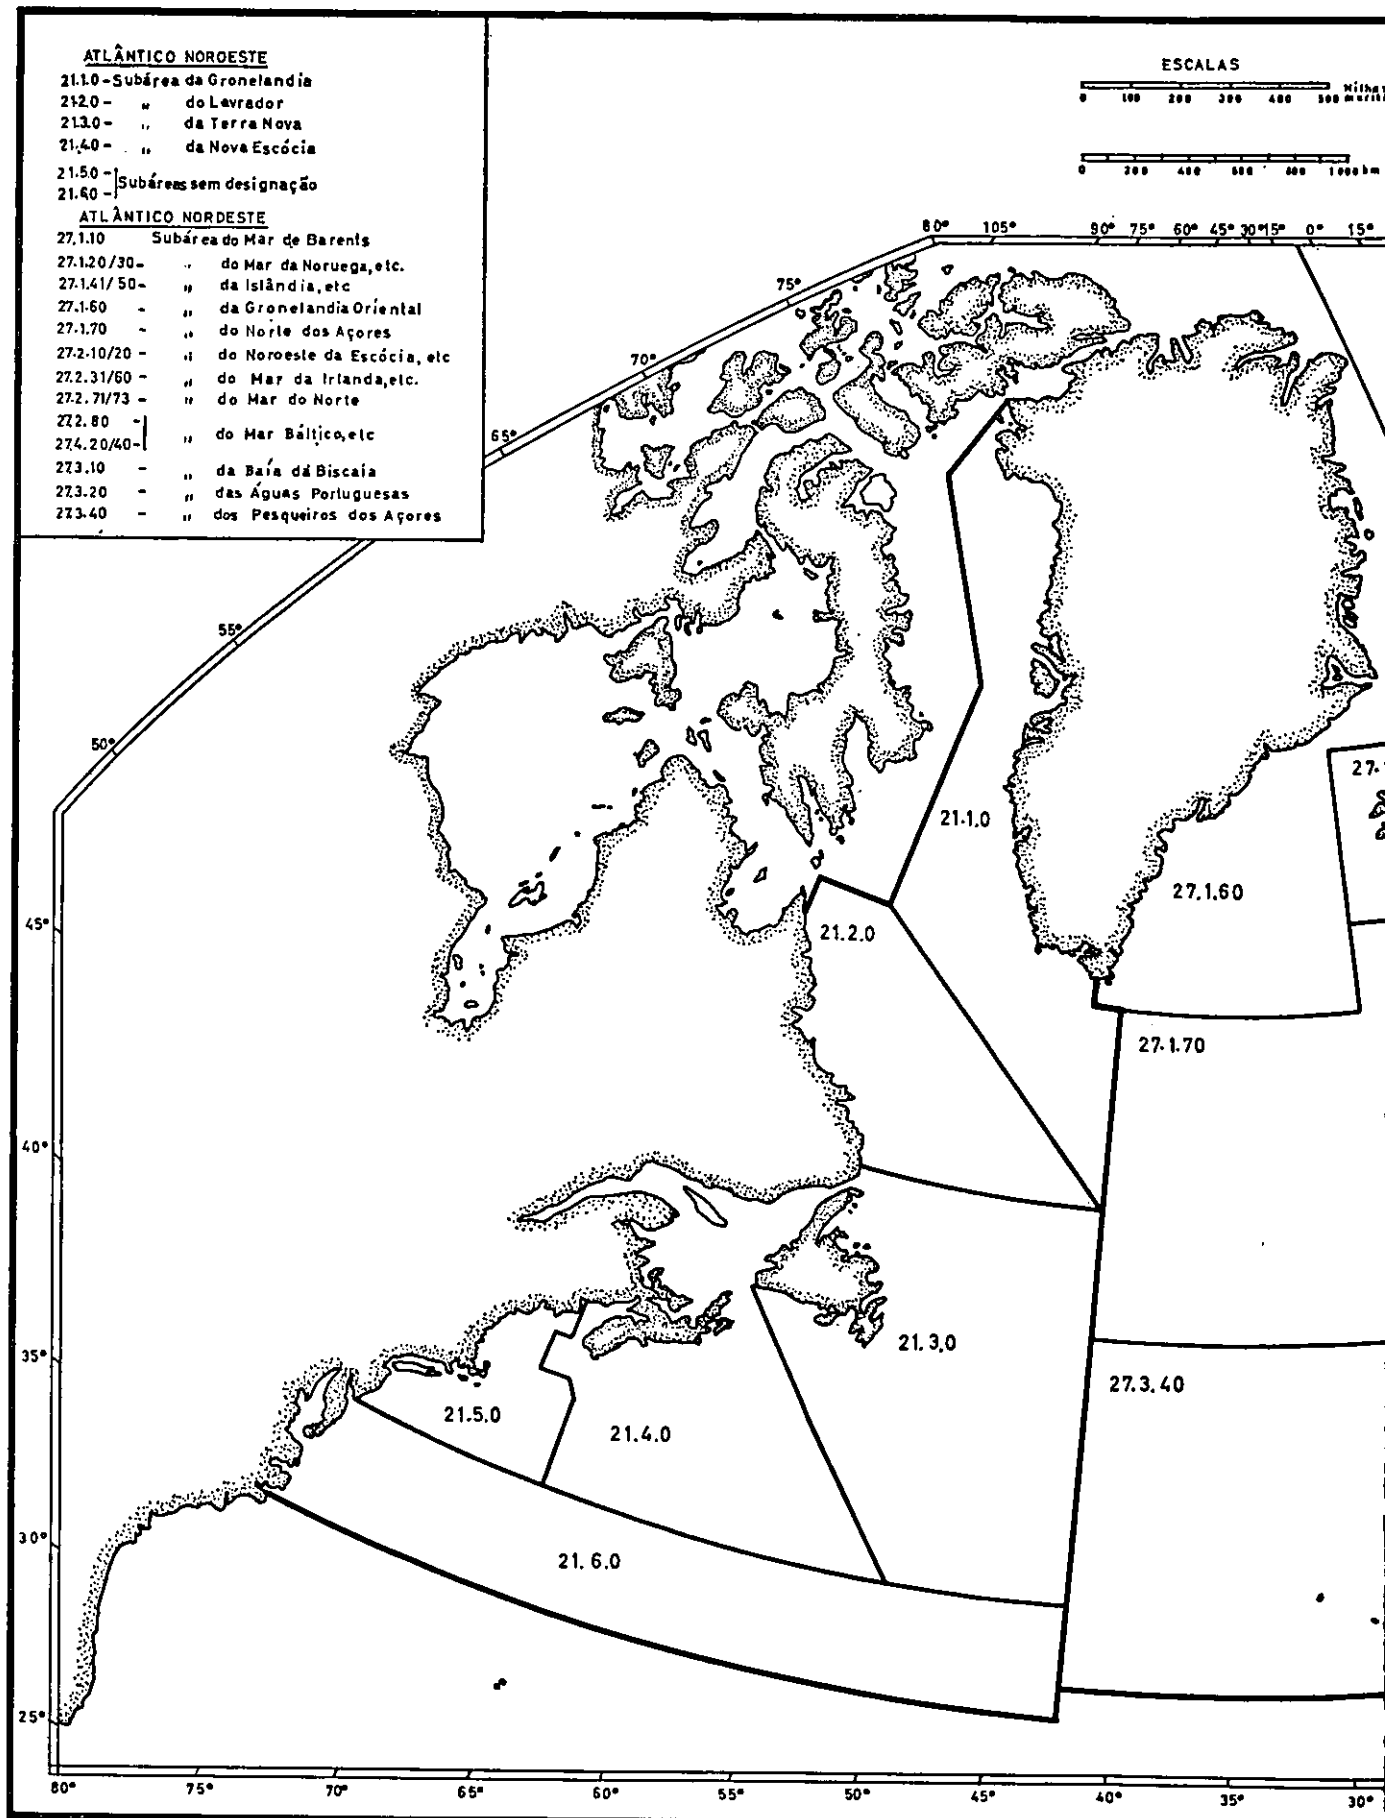 ATLÂNTICO NOROESTE
21.1.0-Subárea da Gronelandia
21.2.0- " do Lavrador
21.3.0- " da Terra Nova
21.4.0- " da Nova Escócia
21.5.0-
Subáreas sem designação
21.6.0-
ATLÂNTICO NORDESTE
27.1.10 Subárea do Mar de Barents
27.1.20/30- " do Mar da Noruega, etc.
27.1.41/50- " da Islândia, etc
27.1.60 - " da Gronelandia Oriental
27.1.70 - " do Norte dos Açores
27.2.10/20 - " do Noroeste da Escócia, etc
27.2.31/60 - " do Mar da Irlanda, etc.
27.2.71/73 - " do Mar do Norte
27.2.80 -
" do Mar Báltico, etc
27.4.20/40-
27.3.10 - " da Baía da Biscaia
27.3.20 - " das Águas Portuguesas
27.3.40 - " dos Pesqueiros dos Açores
ESCALAS
0 100 200 300 400 500 Milhas
0 200 400 600 800 1000 km
80° 105° 90° 75° 60° 45° 30° 15° 0° 15°
75°
70°
65°
55°
50°
45°
40°
35°
30°
25°
27.
21.1.0
27.1.60
21.2.0
27.1.70
21.3.0
27.3.40
21.5.0
21.4.0
21.6.0
80° 75° 70° 65° 60° 55° 50° 45° 40° 35° 30°